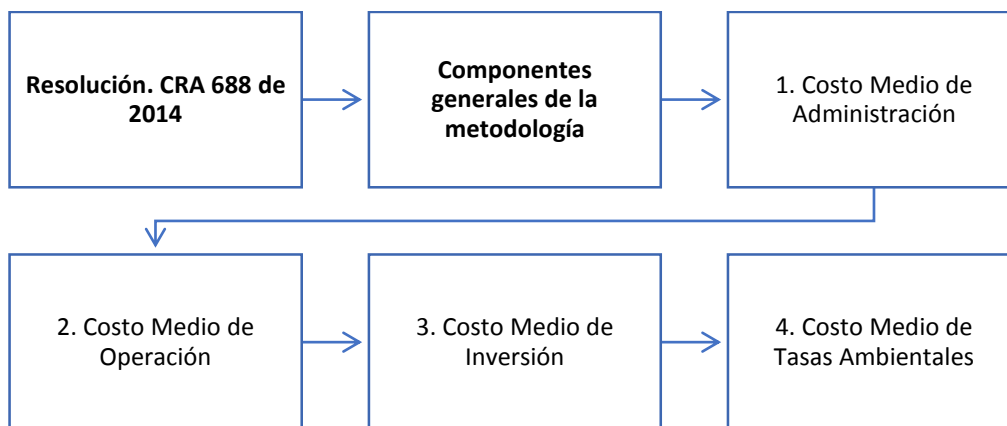 Resolución. CRA 688 de
2014
Componentes
generales de la
metodología
1. Costo Medio de
Administración
2. Costo Medio de
Operación
3. Costo Medio de
Inversión
4. Costo Medio de
Tasas Ambientales